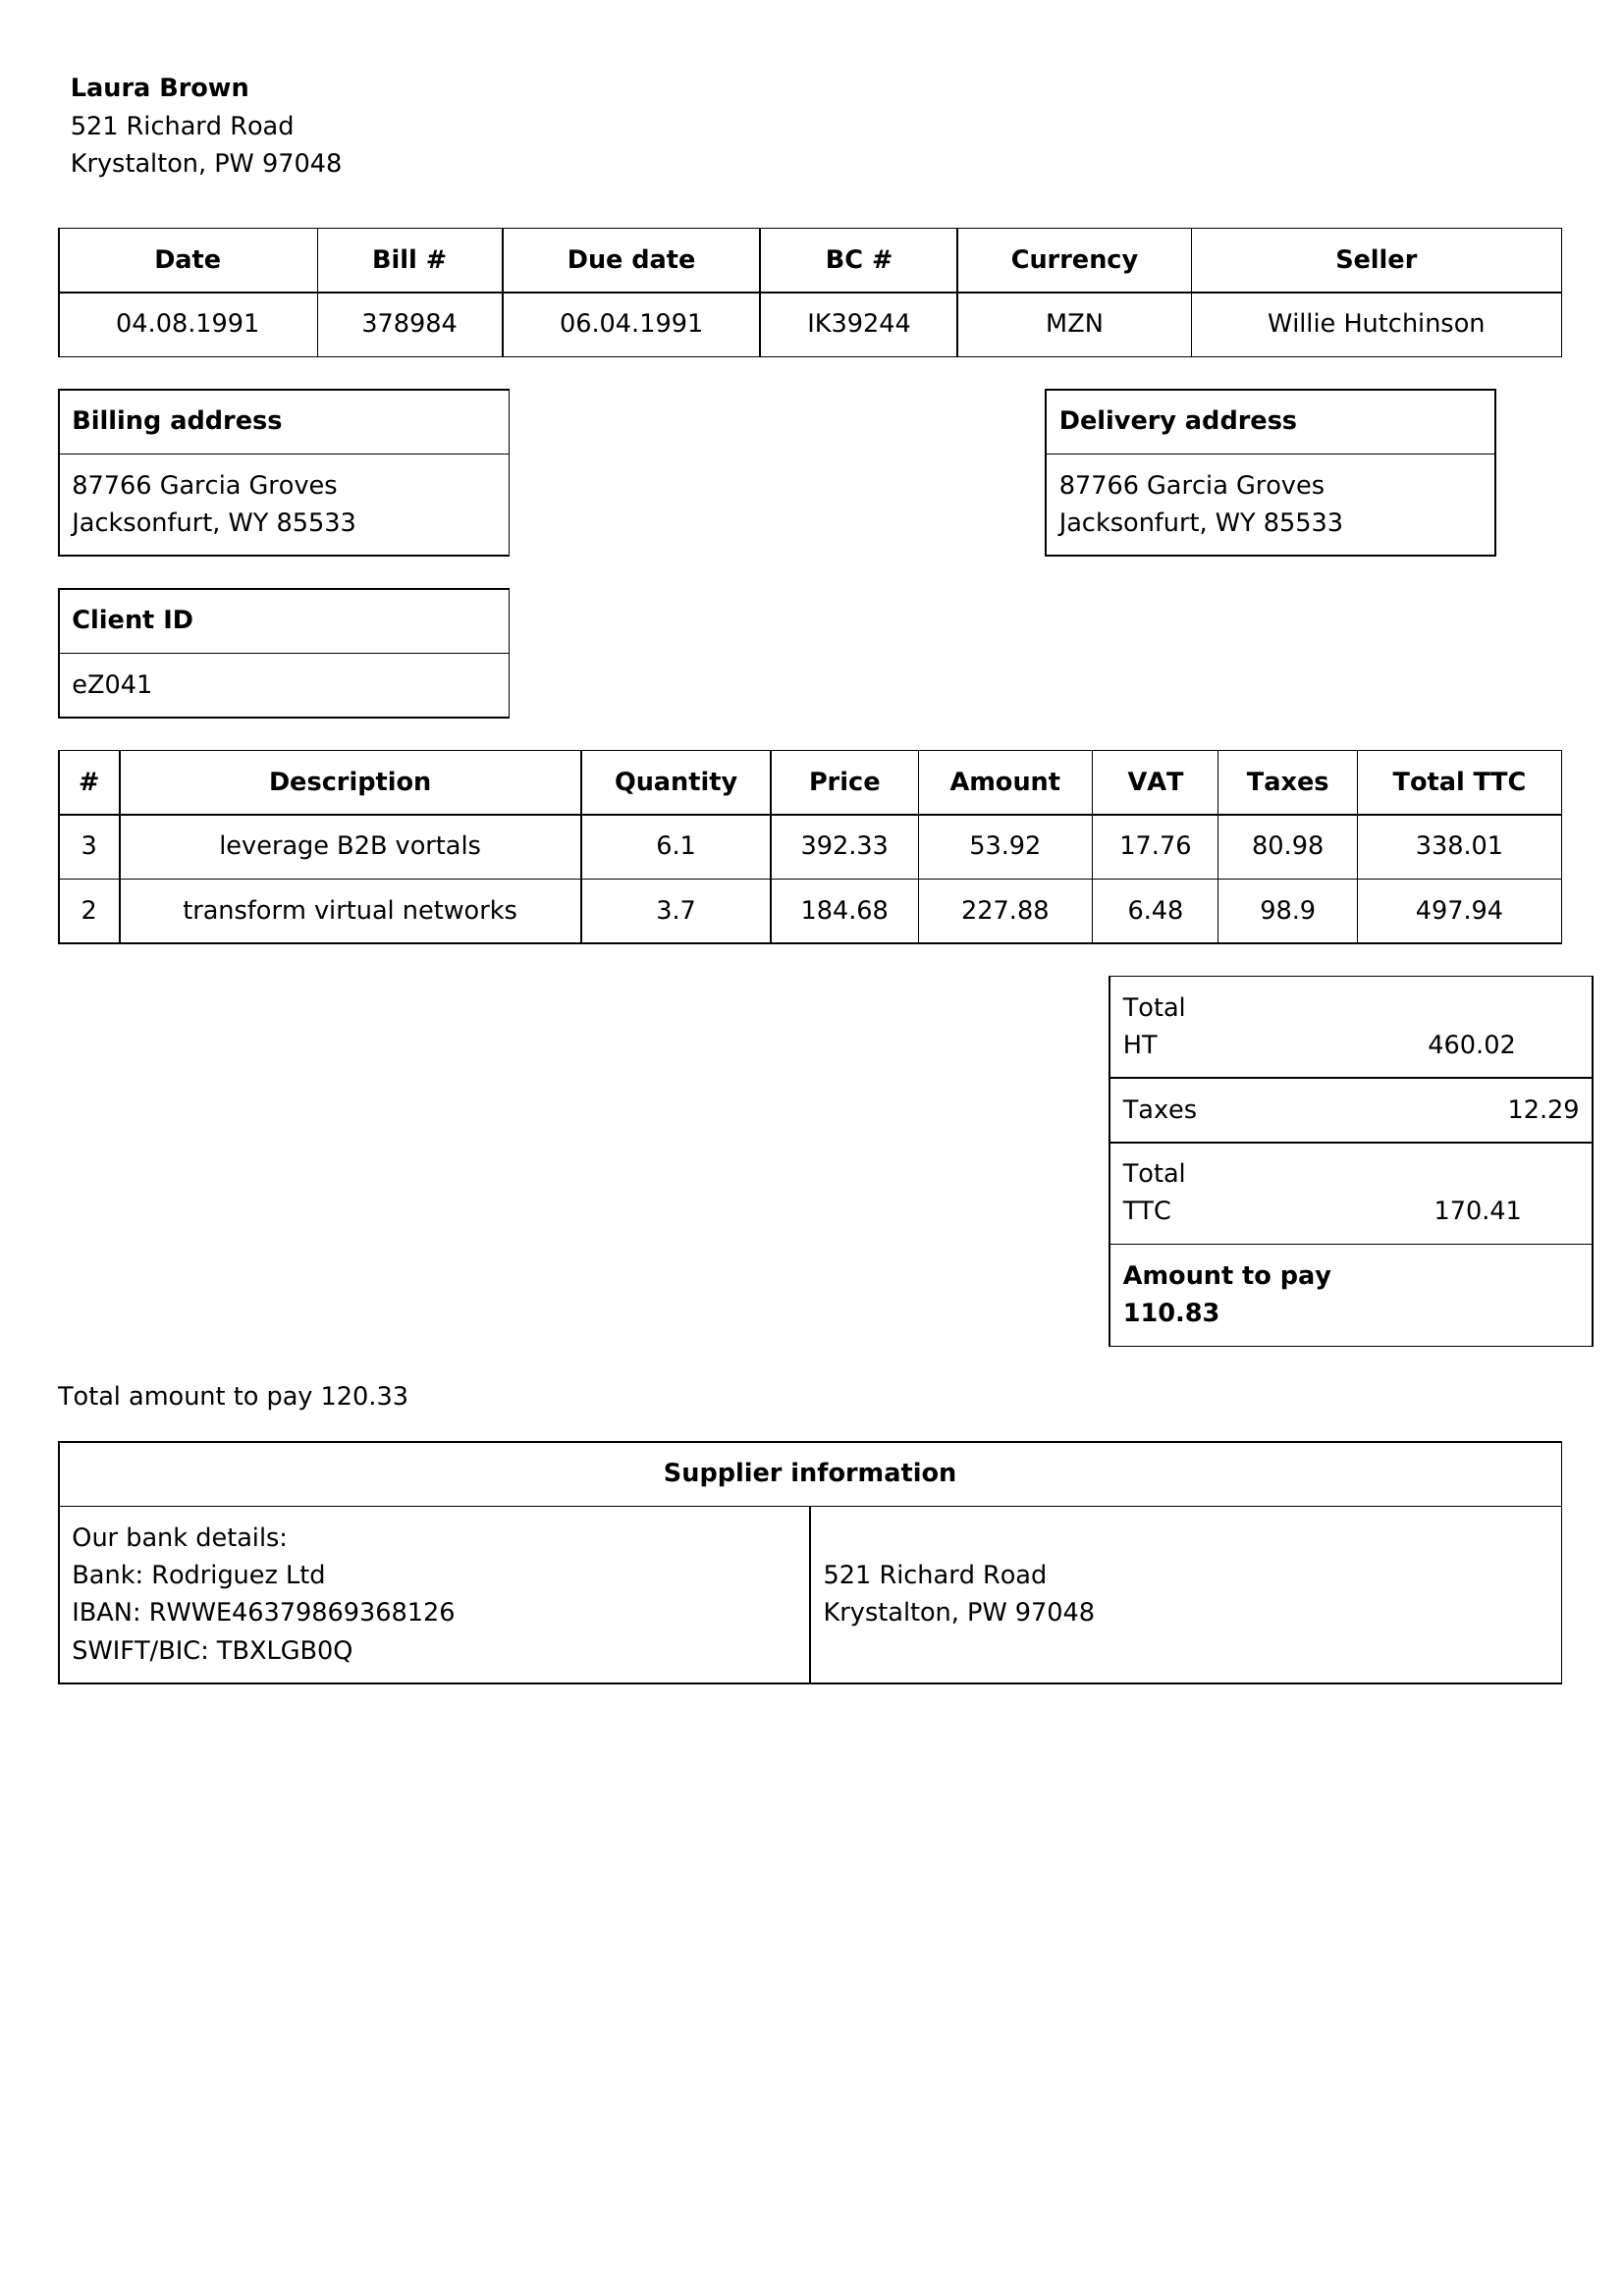 Laura Brown
521 Richard Road
Krystalton, PW 97048
Date Bill # Due date BC # Currency Seller
04.08.1991 378984 06.04.1991 IK39244 MZN Willie Hutchinson
Billing address
87766 Garcia Groves
Jacksonfurt, WY 85533
Delivery address
87766 Garcia Groves
Jacksonfurt, WY 85533
Client ID
eZ041
# Description Quantity Price Amount VAT Taxes Total TTC
3 leverage B2B vortals 6.1 392.33 53.92 17.76 80.98 338.01
2 transform virtual networks 3.7 184.68 227.88 6.48 98.9 497.94
Total
HT 460.02
Taxes 12.29
Total
TTC 170.41
Amount to pay
110.83
Total amount to pay 120.33
Supplier information
Our bank details:
Bank: Rodriguez Ltd
IBAN: RWWE46379869368126
SWIFT/BIC: TBXLGB0Q
521 Richard Road
Krystalton, PW 97048